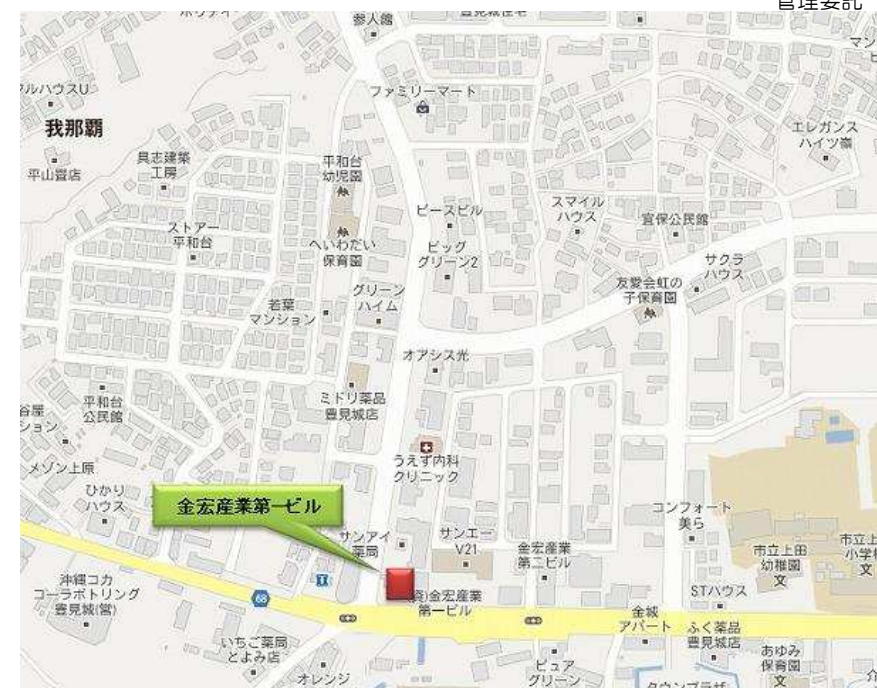 管理委託
参人館
ファミリーマート
我那覇
平山畳店
具志建築
工房
平和台
幼児園
エレガンス
ハイツ嶺
ストアー
平和台
へいわだい
保育園
ピースビル
スマイル
ハウス
宜保公民館
ビッグ
グリーン2
サクラ
ハウス
友愛会虹の
子保育園
グリーン
ハイム
若葉
マンション
オアシス光
ミドリ薬品
豊見城店
平和台
公民館
うえず内科
クリニック
メゾン上原
ひかり
ハウス
金宏産業第一ビル
サンアイ
薬局
サンエー
V21
金宏産業
第二ビル
コンフォート
美ら
市立上田
幼稚園
文
市立上
小学校
文
沖縄コカ
コーラボトリング
豊見城(営)
68
(資)金宏産業
第一ビル
STハウス
金城
アパート
ふく薬品
豊見城店
いちご薬局
とよみ店
オレンジ
ピュア
グリーン
あゆみ
保育園
文